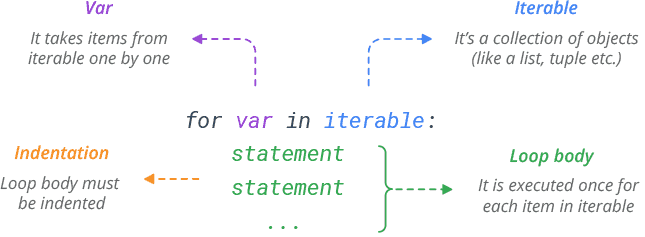 Var
It takes items from
iterable one by one
Iterable
It's a collection of objects
(like a list, tuple etc.)
for var in iterable:
statement
statement
...
Indentation
Loop body must
be indented
Loop body
It is executed once for
each item in iterable